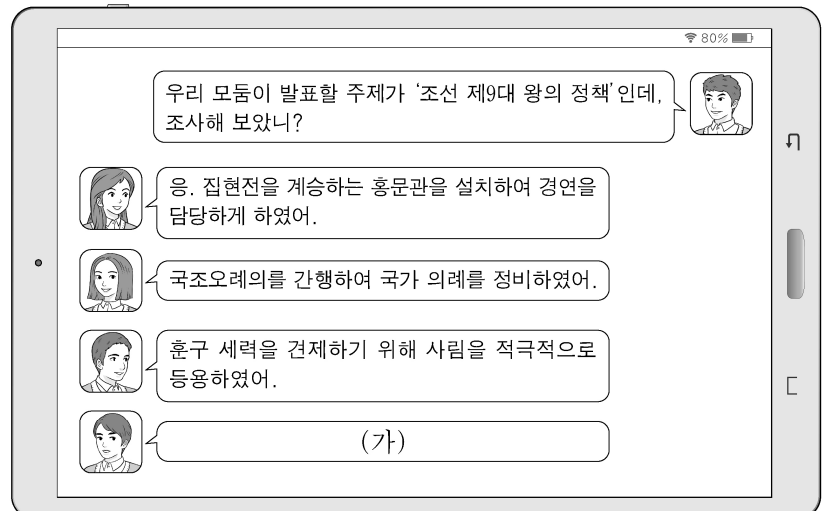 80%
우리 모둠이 발표할 주제가 ‘조선 제9대 왕의 정책’인데,
조사해 보았니?
응. 집현전을 계승하는 홍문관을 설치하여 경연을
담당하게 하였어.
국조오례의를 간행하여 국가 의례를 정비하였어.
훈구 세력을 견제하기 위해 사림을 적극적으로
등용하였어.
(가)